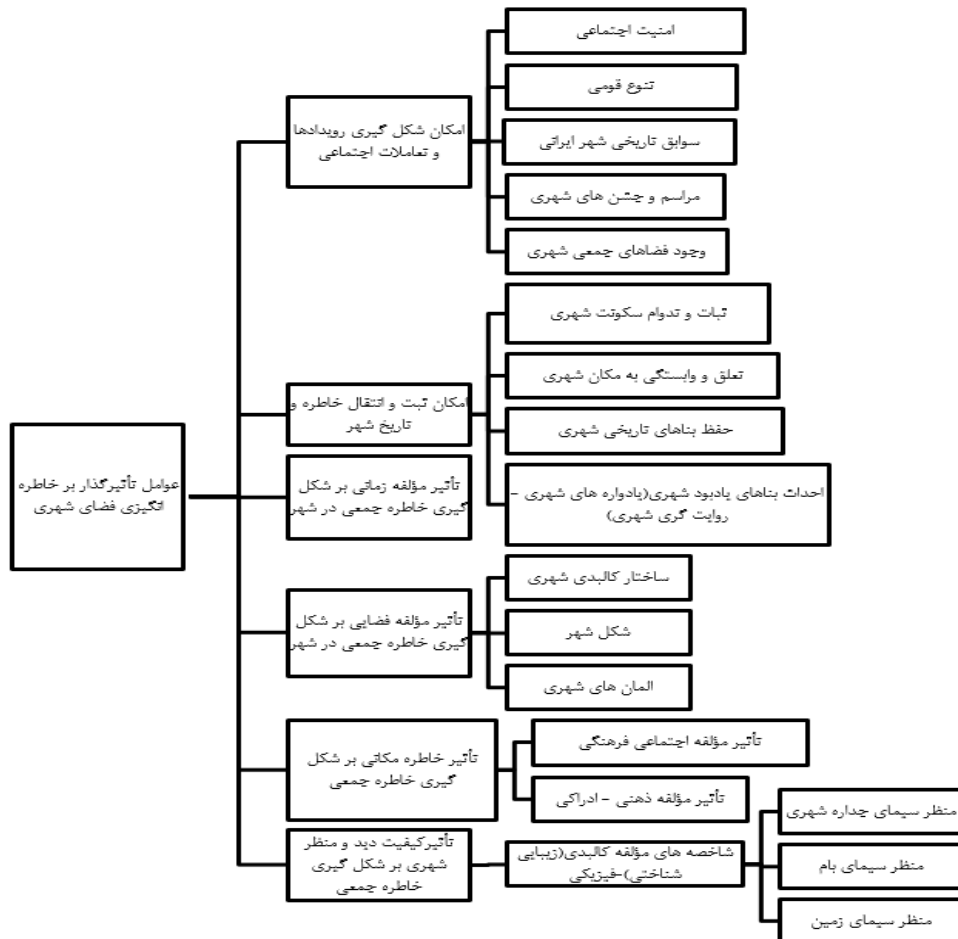 عوامل تأثیرگذار بر خاطره
انگیزی فضای شهری
امکان شکل گیری رویدادها
و تعاملات اجتماعی
امنیت اجتماعی
تنوع قومی
سوابق تاریخی شهر ایرانی
مراسم و جشن های شهری
وجود فضاهای جمعی شهری
امکان ثبت و انتقال خاطره و
تاریخ شهر
ثبات و تدوام سکونت شهری
تعلق و وابستگی به مکان شهری
حفظ بناهای تاریخی شهری
احداث بناهای یادبود شهری(یادواره های شهری -
روایت گری شهری)
تأثیر مؤلفه زمانی بر شکل
گیری خاطره جمعی در شهر
تأثیر مؤلفه فضایی بر شکل
گیری خاطره جمعی در شهر
ساختار کالبدی شهری
شکل شهر
المان های شهری
تأثیر خاطره مکانی بر شکل
گیری خاطره جمعی
تأثیر مؤلفه اجتماعی فرهنگی
تأثیر مؤلفه ذهنی - ادراکی
تأثیرکیفیت دید و منظر
شهری بر شکل گیری
خاطره جمعی
شاخصه های مؤلفه کالبدی(زیبایی
شناختی)-فیزیکی
منظر سیمای جداره شهری
منظر سیمای بام
منظر سیمای زمین